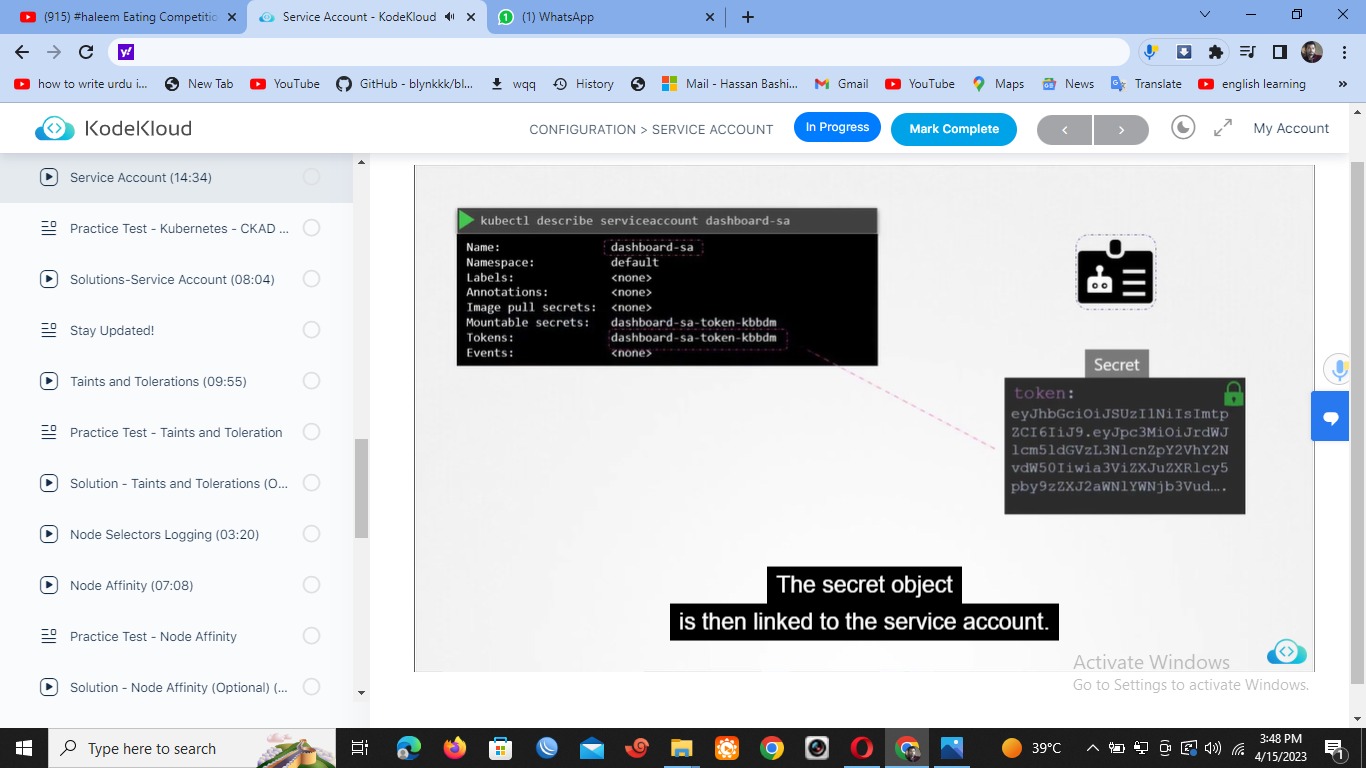 (915) #haleem Eating Competitio
Service Account - KodeKloud
(1) WhatsApp
how to write urdu i...
New Tab
YouTube
GitHub - blynkkk/bl...
wqq
History
Mail - Hassan Bashi...
Gmail
YouTube
Maps
News
Translate
english learning
»
KodeKloud
CONFIGURATION > SERVICE ACCOUNT
In Progress
Mark Complete
<
>
My Account
Service Account (14:34)
Practice Test - Kubernetes - CKAD ...
Solutions-Service Account (08:04)
Stay Updated!
Taints and Tolerations (09:55)
Practice Test - Taints and Toleration
Solution - Taints and Tolerations (O...
Node Selectors Logging (03:20)
Node Affinity (07:08)
Practice Test - Node Affinity
Solution - Node Affinity (Optional) (...
kubectl describe serviceaccount dashboard-sa
Name: dashboard-sa
Namespace: default
Labels: <none>
Annotations: <none>
Image pull secrets: <none>
Mountable secrets: dashboard-sa-token-kbbdm
Tokens: dashboard-sa-token-kbbdm
Events: <none>
Secret
token:
eyJhbGciOiJSUzI1NiIsImtp
ZCI6IiJ9.eyJpc3MiOiJrdWJ
lcm5ldGVzL3NlcnZpY2VhY2N
vdW50Iiwia3ViZXJuZXRlcy5
pby9zZXJ2aWNlYWNjb3Vud….
The secret object
is then linked to the service account.
Activate Windows
Go to Settings to activate Windows.
Type here to search
39°C
3:48 PM
4/15/2023
1